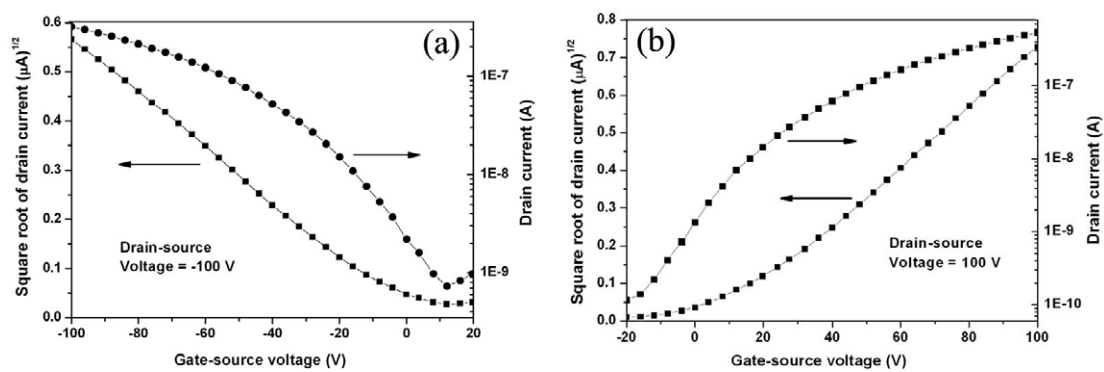 (a)
Square root of drain current (µA)1/2
0.6
0.5
0.4
0.3
0.2
0.1
0.0
1E-7
1E-8
1E-9
Drain current (A)
Drain-source
Voltage = -100 V
-100 -80 -60 -40 -20 0 20
Gate-source voltage (V)
(b)
Square root of drain current (µA)1/2
0.8
0.7
0.6
0.5
0.4
0.3
0.2
0.1
0.0
1E-7
1E-8
1E-9
1E-10
Drain current (A)
Drain-source
Voltage = 100 V
-20 0 20 40 60 80 100
Gate-source voltage (V)